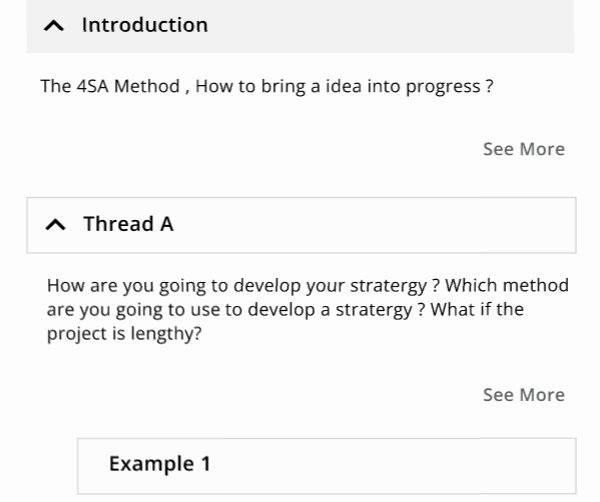 Introduction
The 4SA Method , How to bring a idea into progress ?
See More
Thread A
How are you going to develop your stratergy ? Which method
are you going to use to develop a stratergy ? What if the
project is lengthy?
See More
Example 1